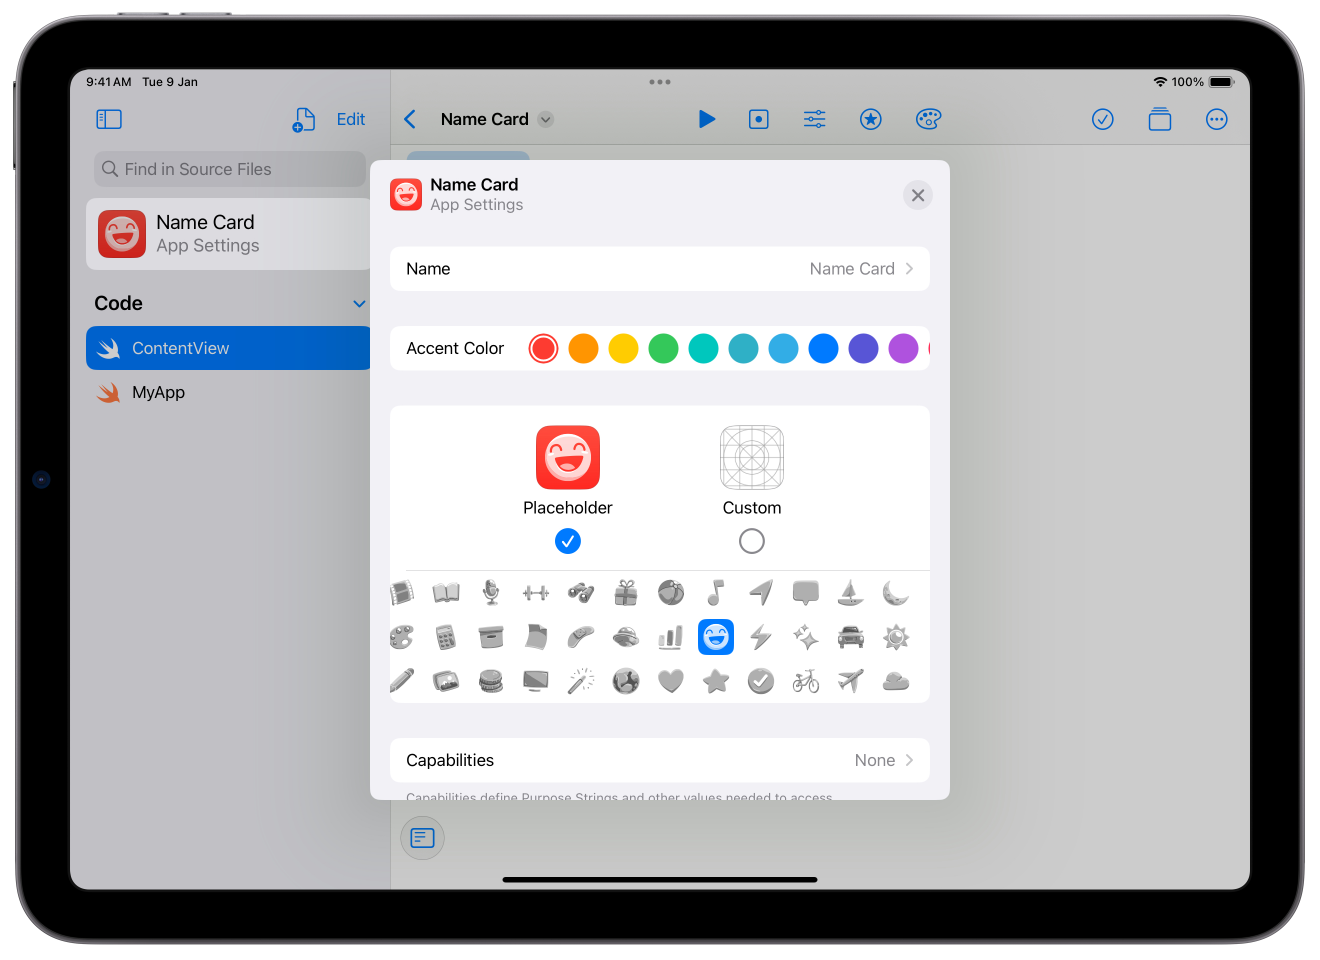 9:41 AM Tue 9 Jan
100%
Edit
Name Card
Find in Source Files
Name Card
App Settings
Code
ContentView
MyApp
Name Card
App Settings
Name
Name Card
Accent Color
Placeholder
Custom
Capabilities
None
Capabilities define Purpose Strings and other values needed to access